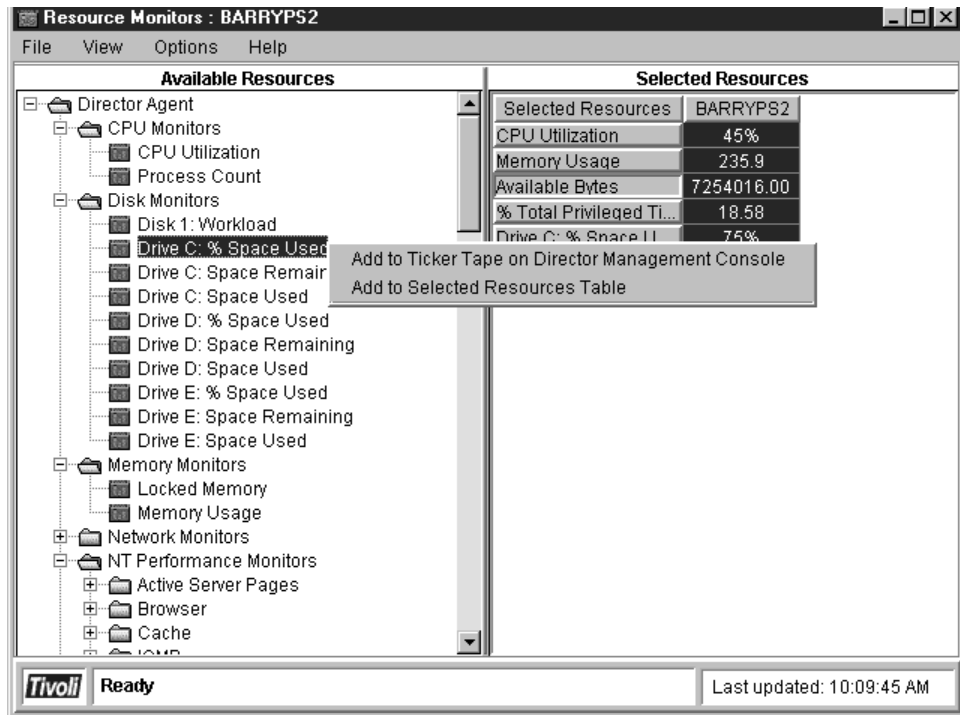 Resource Monitors : BARRYPS2
File View Options Help
Available Resources
Selected Resources
Director Agent
CPU Monitors
CPU Utilization
Process Count
Disk Monitors
Disk 1: Workload
Drive C: % Space Used
Drive C: Space Remair
Drive C: Space Used
Drive D: % Space Used
Drive D: Space Remaining
Drive D: Space Used
Drive E: % Space Used
Drive E: Space Remaining
Drive E: Space Used
Memory Monitors
Locked Memory
Memory Usage
Network Monitors
NT Performance Monitors
Active Server Pages
Browser
Cache
Selected Resources BARRYPS2
CPU Utilization 45%
Memory Usage 235.9
Available Bytes 7254016.00
% Total Privileged Ti... 18.58
Drive C: % Space U... 75%
Add to Ticker Tape on Director Management Console
Add to Selected Resources Table
Tivoli Ready Last updated: 10:09:45 AM